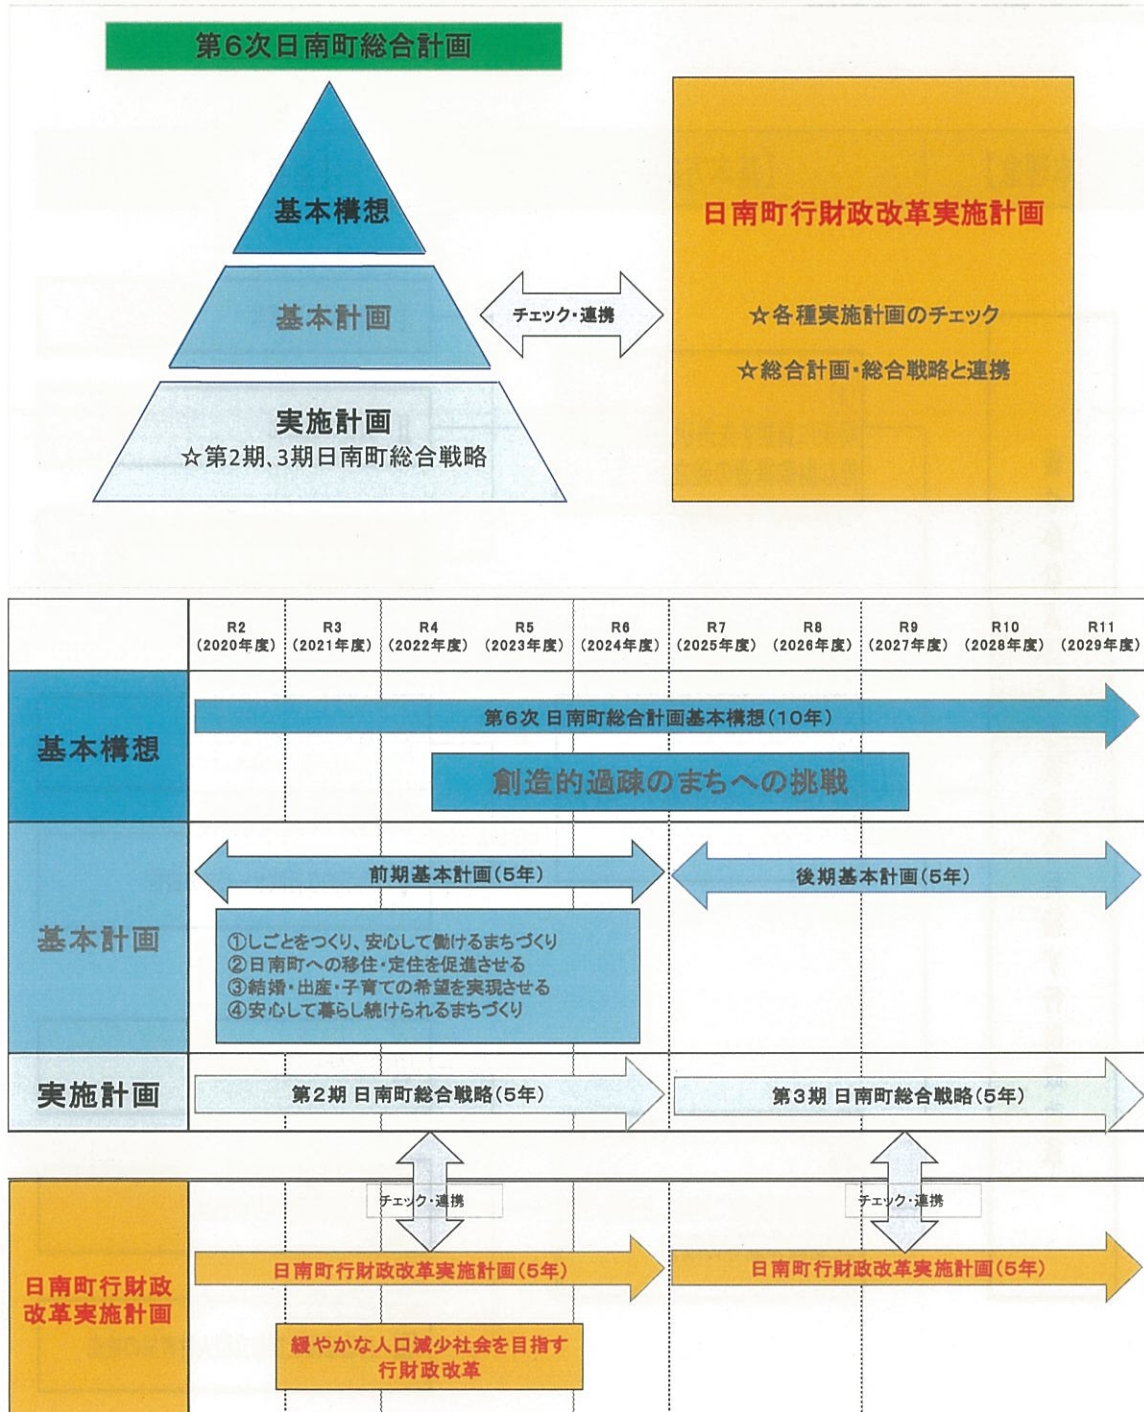 第6次日南町総合計画
基本構想
基本計画
実施計画
☆第2期、3期日南町総合戦略
チェック・連携
日南町行財政改革実施計画
☆各種実施計画のチェック
☆総合計画・総合戦略と連携
R2 R3 R4 R5 R6 R7 R8 R9 R10 R11
(2020年度) (2021年度) (2022年度) (2023年度) (2024年度) (2025年度) (2026年度) (2027年度) (2028年度) (2029年度)
基本構想
第6次 日南町総合計画基本構想(10年)
創造的過疎のまちへの挑戦
基本計画
前期基本計画(5年)
後期基本計画(5年)
①しごとをつくり、安心して働けるまちづくり
②日南町への移住・定住を促進させる
③結婚・出産・子育ての希望を実現させる
④安心して暮らし続けられるまちづくり
実施計画
第2期 日南町総合戦略(5年)
第3期 日南町総合戦略(5年)
チェック・連携
チェック・連携
日南町行財政
改革実施計画
日南町行財政改革実施計画(5年)
日南町行財政改革実施計画(5年)
緩やかな人口減少社会を目指す
行財政改革